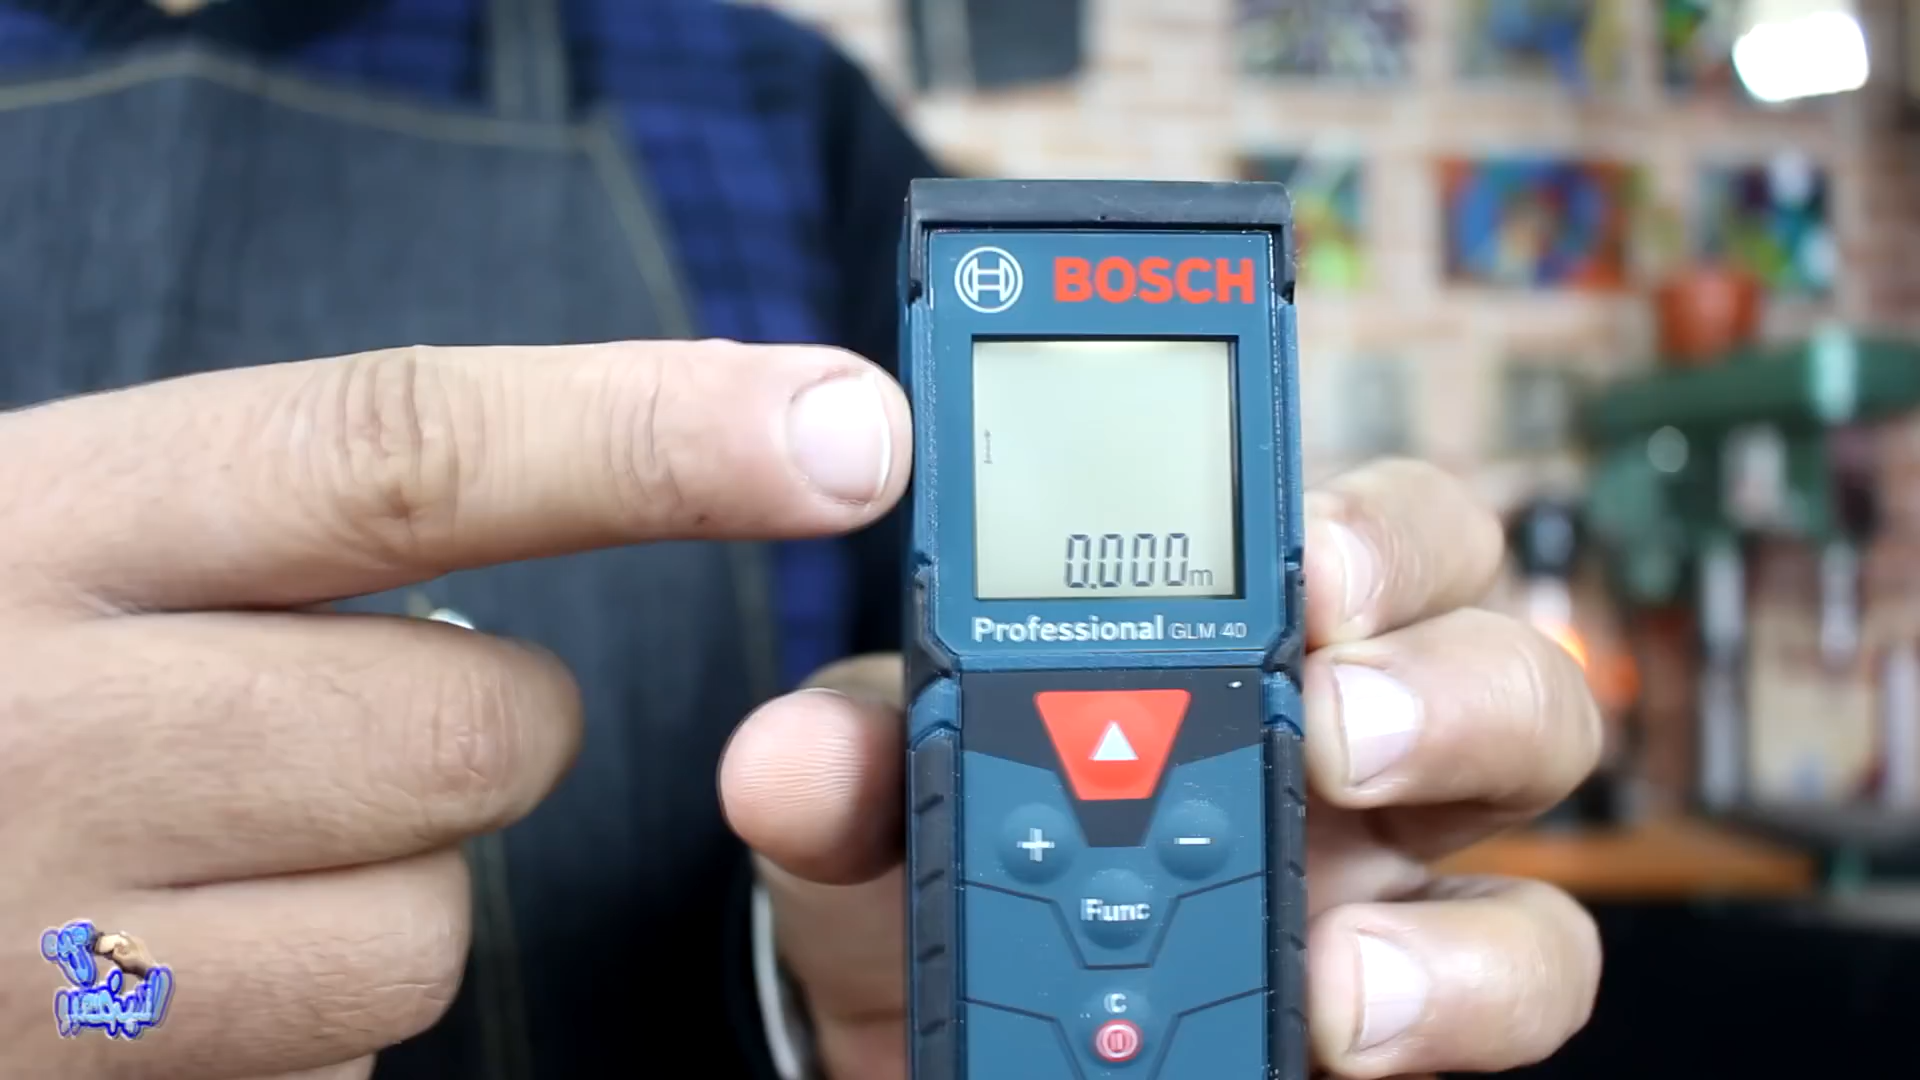 BOSCH
0.000m
Professional GLM 40
+ −
Func
C